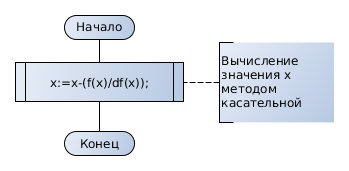 Начало
x:=x-(f(x)/df(x));
Вычисление
значения x
методом
касательной
Конец